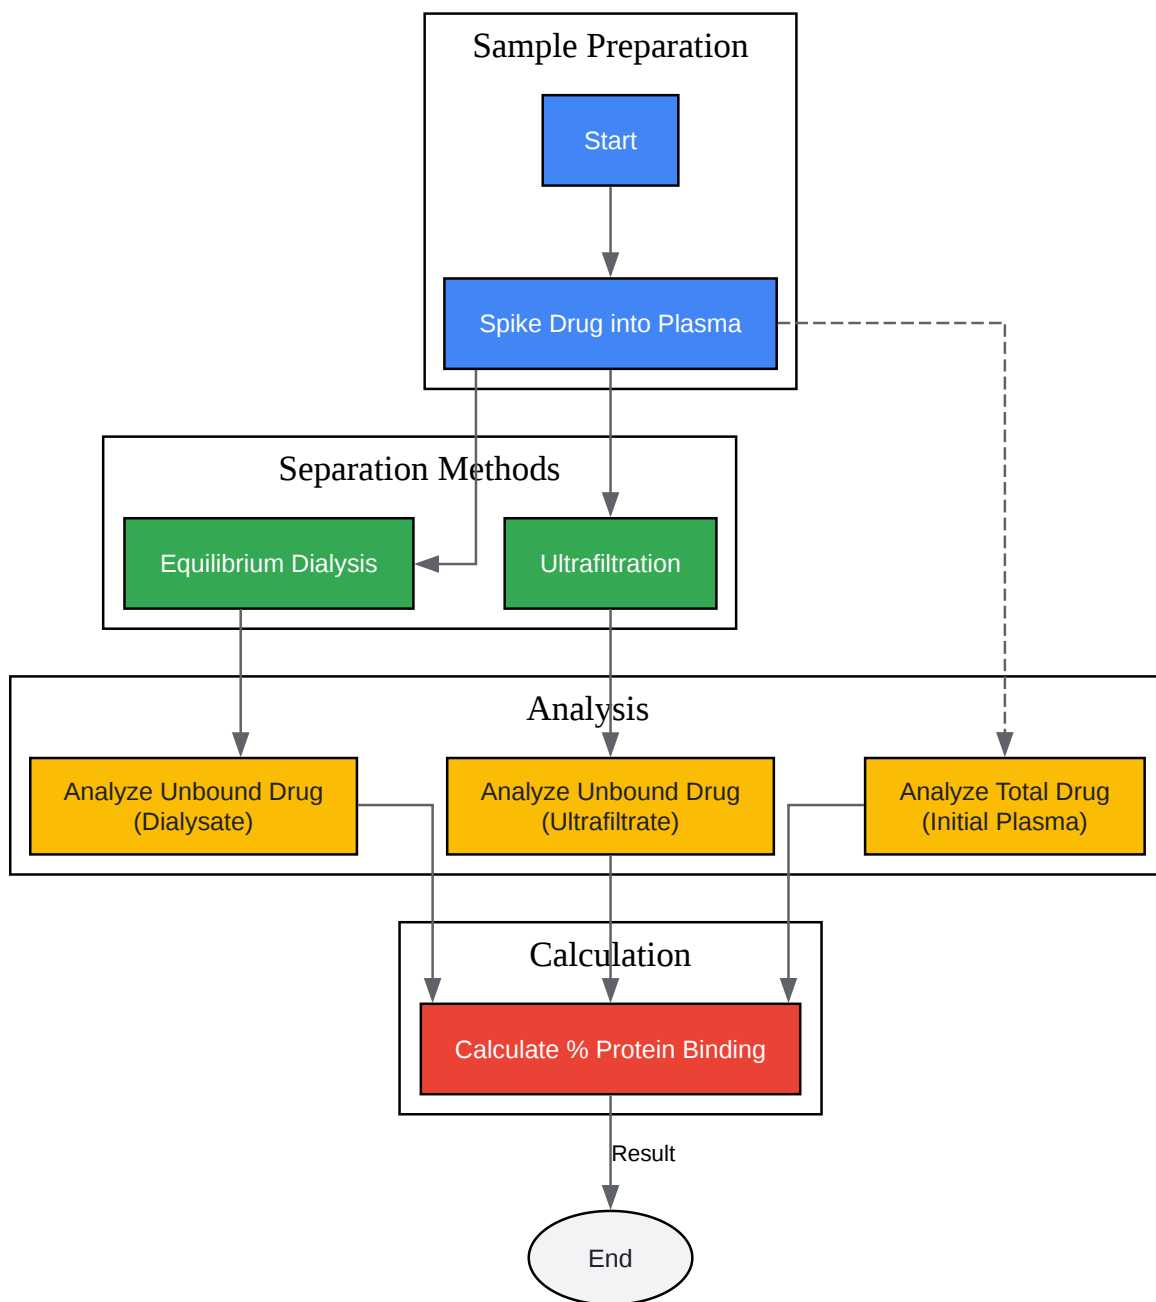 Sample Preparation
Start
Spike Drug into Plasma
Separation Methods
Equilibrium Dialysis
Ultrafiltration
Analysis
Analyze Unbound Drug
(Dialysate)
Analyze Unbound Drug
(Ultrafiltrate)
Analyze Total Drug
(Initial Plasma)
Calculation
Calculate % Protein Binding
Result
End